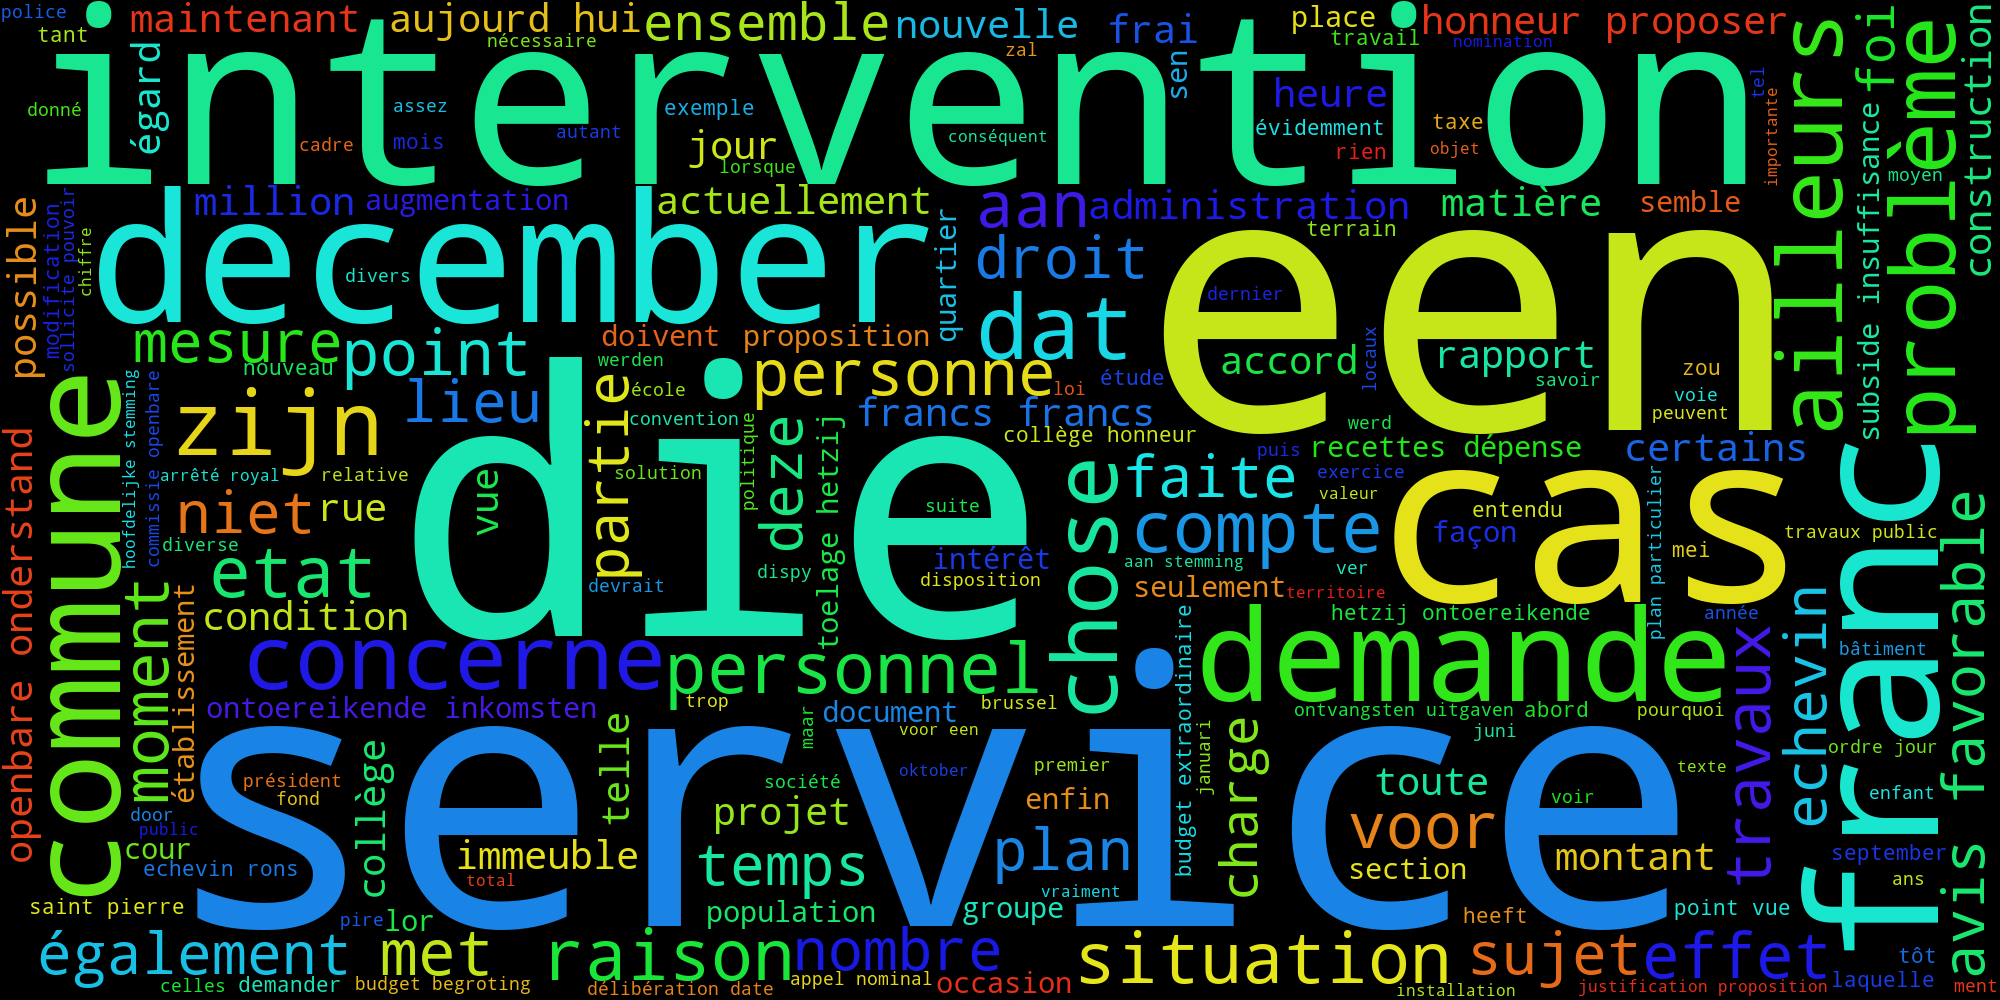 police
tant
maintenant
aujourd hui
nécessaire
ensemble
nouvelle
zal
frai
place
travail
honneur proposer
nomination
intervention
donné
égard
cadre
assez
mois
autant
exemple
jour
lorsque
conséquent
sen
heure
évidemment
rien
taxe
objet
tel
importante
ailleurs
foi
subside insuffisance
problème
moyen
construction
possible
modification
sollicite pouvoir
chiffre
million
augmentation
actuellement
december
divers
quartier
aan
administration
droit
dat
matière
terrain
semble
een
dernier
mesure
point
nouveau
doivent
proposition
werden
école
personne
loi
étude
accord
locaux
rapport
savoir
zou
voie
peuvent
commune
hoofdelijke stemming
commissie openbare
zijn
lieu
partie
convention
francs francs
collège honneur
werd
puis
recettes dépense
certains
openbare onderstand
arrêté royal
relative
niet
rue
vue
die
solution
politique
deze
toelage hetzij
suite
chose
faite
exercice
valeur
compte
cas
entendu
façon
mei
plan particulier
travaux public
franc
diverse
etat
devrait
dispy
intérêt
disposition
aan stemming
ver
seulement
territoire
moment
établissement
condition
hetzij ontoereikende
année
demande
travaux
echevin
bâtiment
avis favorable
concerne
personnel
ontoereikende inkomsten
trop
document
brussel
maar
voor een
budget extraordinaire
januari
ontvangsten uitgaven
abord
juni
pourquoi
ordre jour
service
président
fond
collège
telle
société
oktober
premier
charge
toute
voir
texte
enfant
door
public
cour
echevin rons
immeuble
total
projet
temps
enfin
plan
vraiment
voor
section
montant
september
ans
saint pierre
pire
lor
population
groupe
heeft
point vue
également
met
raison
nombre
situation
sujet
effet
tôt
laquelle
celles
demander
budget begroting
délibération date
appel nominal
occasion
installation
justification proposition
ment